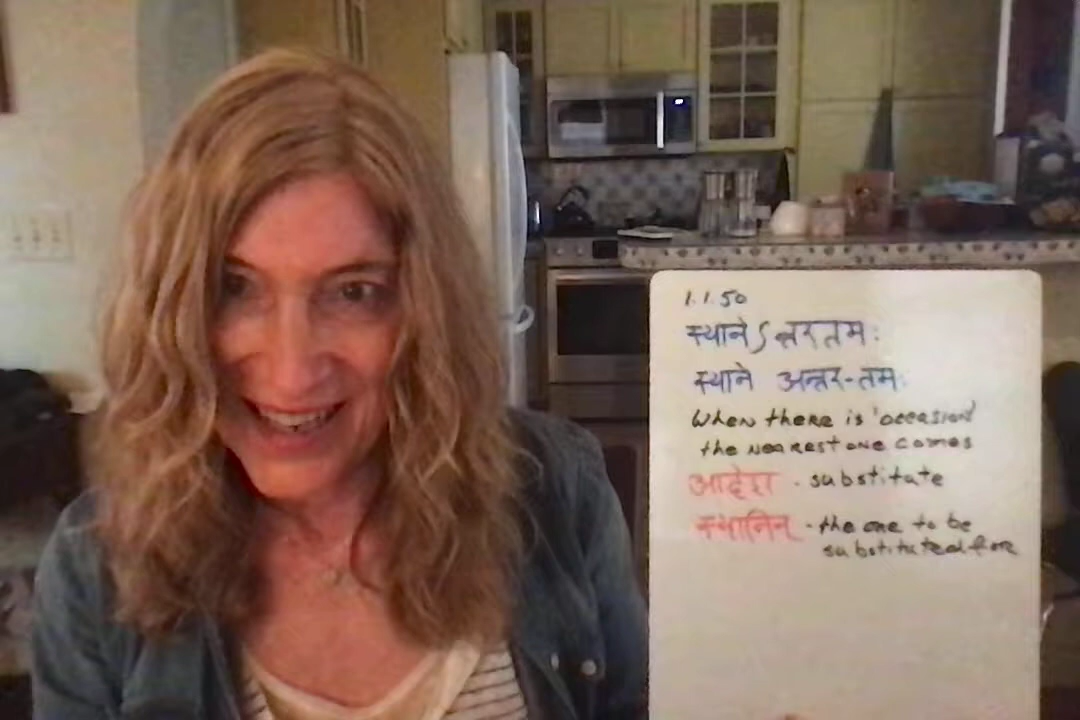 1.1.50
स्थानेऽन्तरतमः
स्थाने अन्तर-तमः
When there is 'occasion'
the nearest one comes
आदेश - substitute
स्थानिन् - the one to be
substituted for